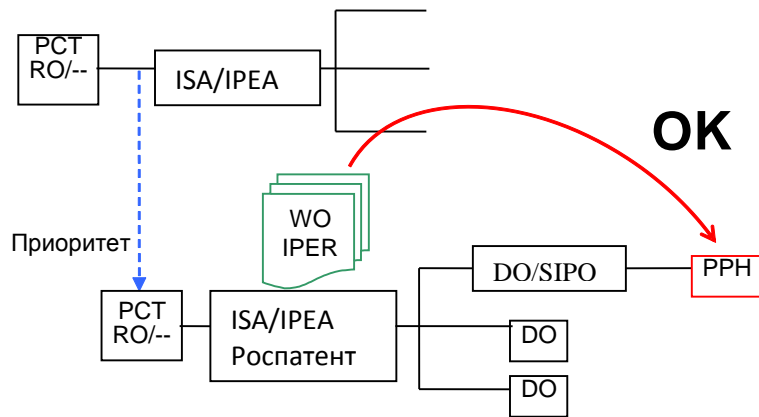 PCT
RO/--
ISA/IPEA
OK
WO
IPER
Приоритет
DO/SIPO
PPH
PCT
RO/--
ISA/IPEA
Роспатент
DO
DO